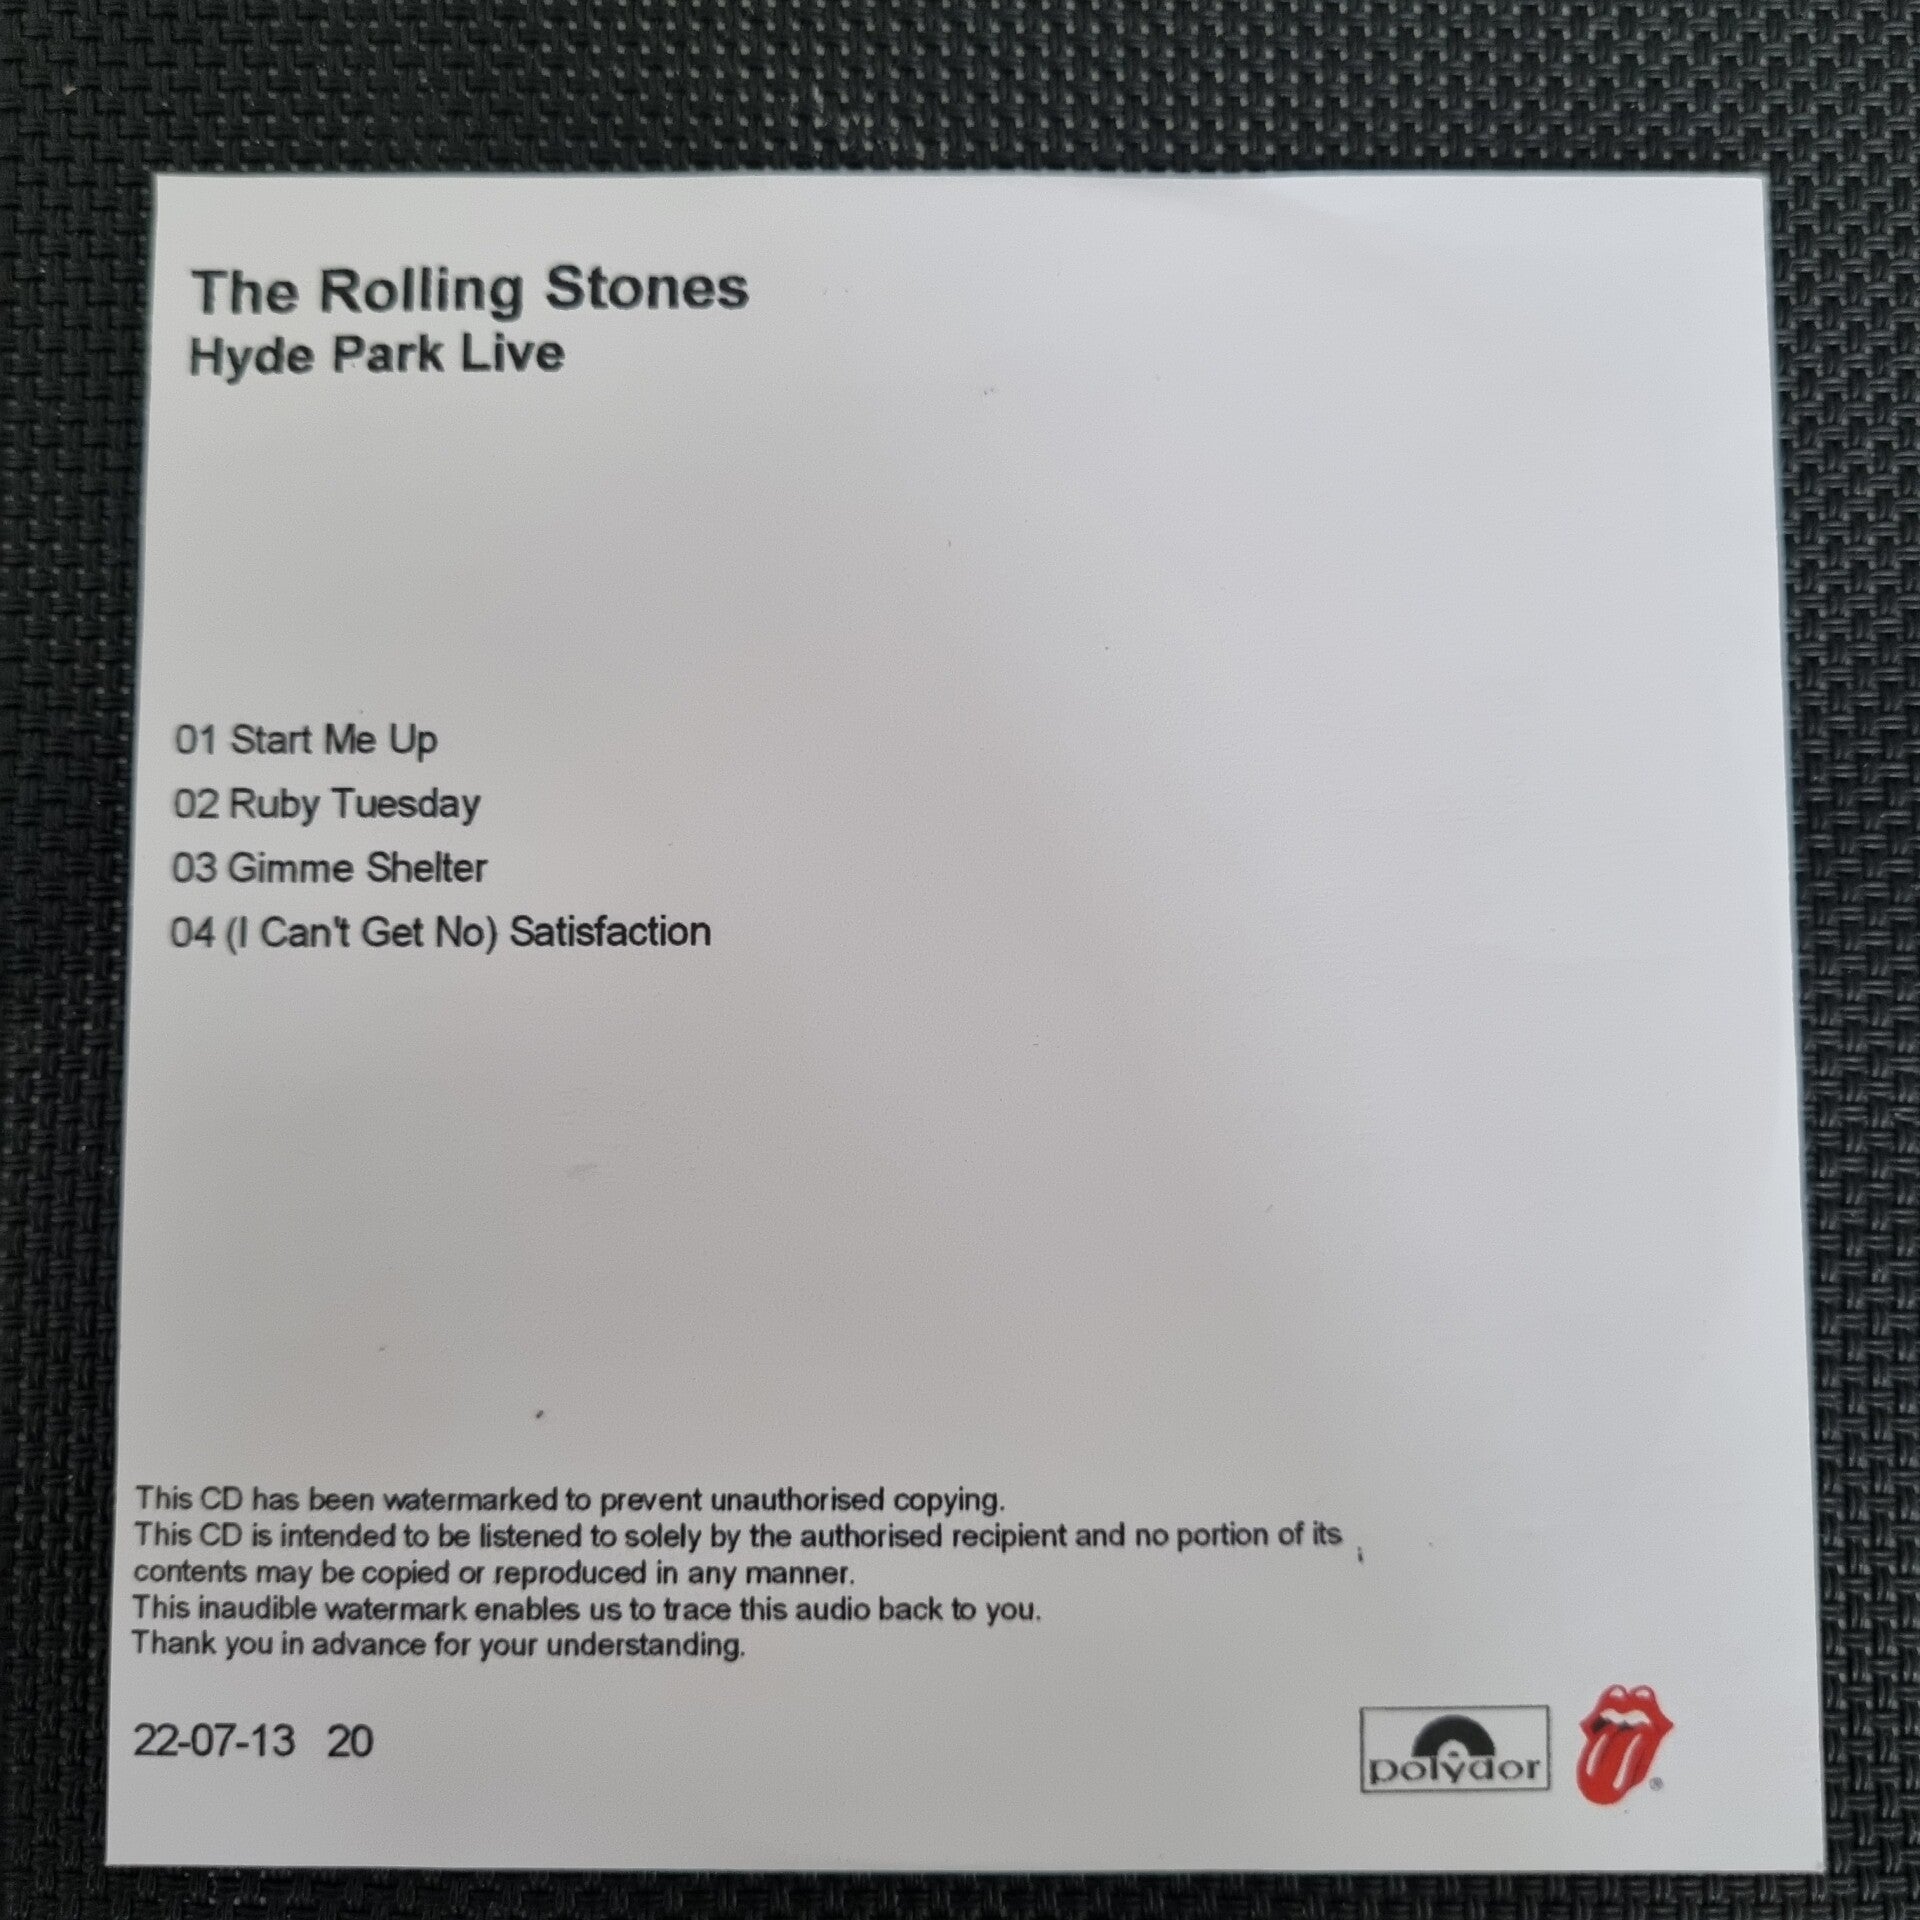 The Rolling Stones
Hyde Park Live
01 Start Me Up
02 Ruby Tuesday
03 Gimme Shelter
04 (I Can't Get No) Satisfaction
This CD has been watermarked to prevent unauthorised copying.
This CD is intended to be listened to solely by the authorised recipient and no portion of its
contents may be copied or reproduced in any manner.
This inaudible watermark enables us to trace this audio back to you.
Thank you in advance for your understanding.
22-07-13 20
polydor
®